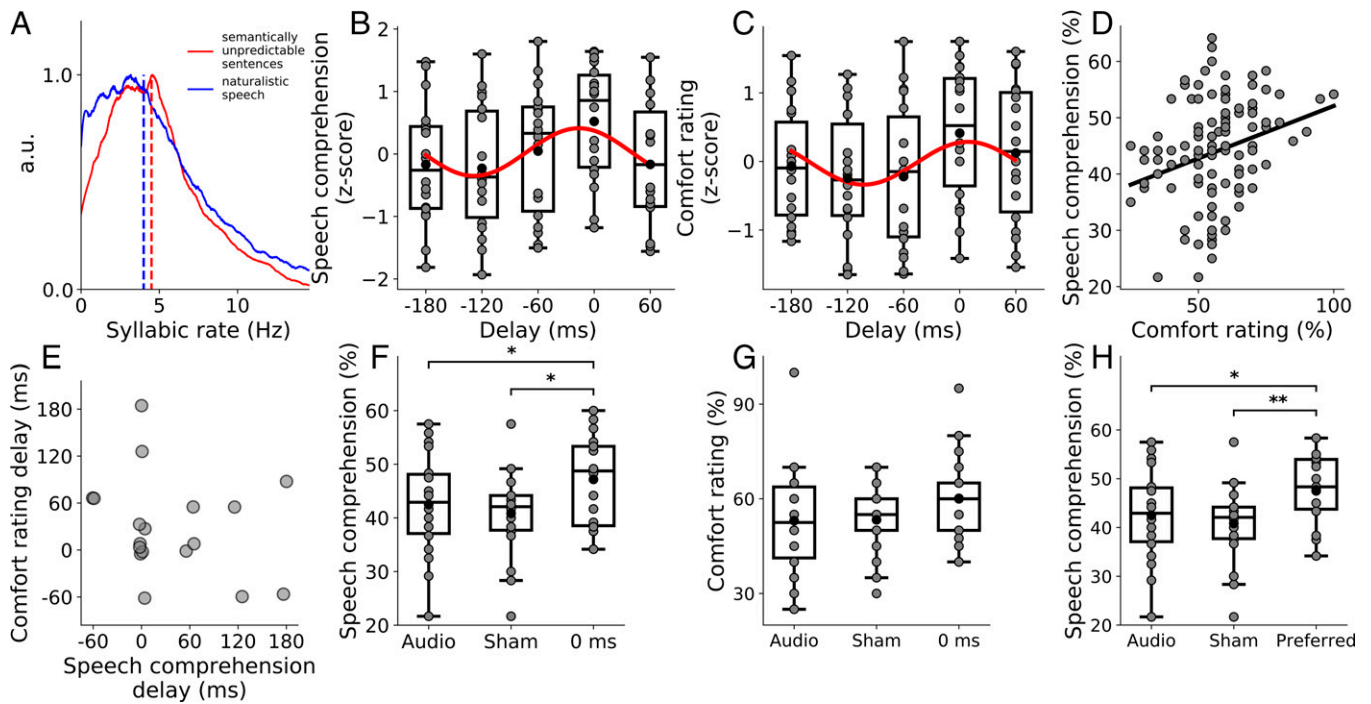 A
semantically
unpredictable
sentences
naturalistic
speech
1.0
0.0
a.u.
0
5
10
Syllabic rate (Hz)
B
Speech comprehension
(z-score)
2
1
0
−1
−2
-180
-120
-60
0
60
Delay (ms)
C
Comfort rating
(z-score)
1
0
−1
-180
-120
-60
0
60
Delay (ms)
D
Speech comprehension (%)
60
50
40
30
20
50
100
Comfort rating (%)
E
Comfort rating delay (ms)
180
120
60
0
-60
-60
0
60
120
180
Speech comprehension
delay (ms)
F
Speech comprehension (%)
60
50
40
30
20
*
*
Audio
Sham
0 ms
G
Comfort rating (%)
90
60
30
Audio
Sham
0 ms
H
Speech comprehension (%)
60
50
40
30
20
*
**
Audio
Sham
Preferred